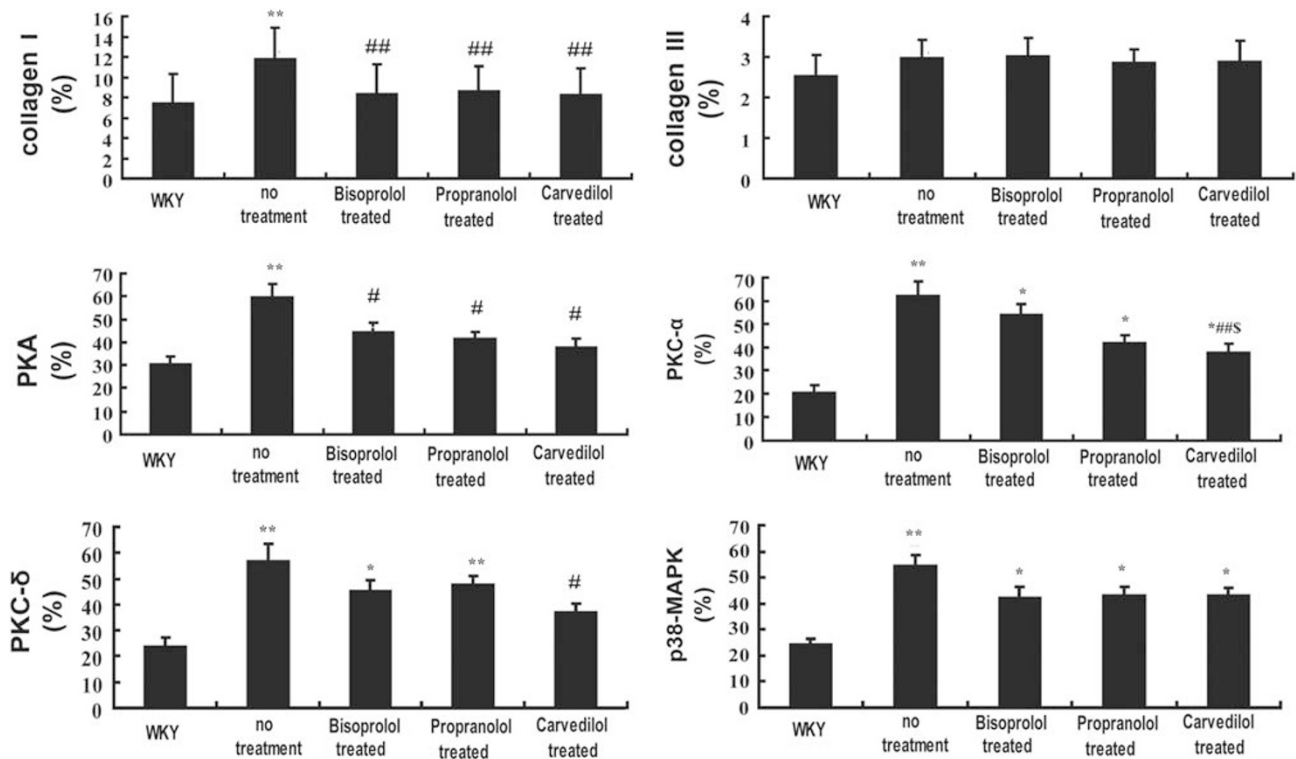 collagen I
(%)
16
14
12
10
8
6
4
2
0
**
##
##
##
WKY
no
treatment
Bisoprolol
treated
Propranolol
treated
Carvedilol
treated
collagen III
(%)
4
3
2
1
0
WKY
no
treatment
Bisoprolol
treated
Propranolol
treated
Carvedilol
treated
PKA
(%)
70
60
50
40
30
20
10
0
**
#
#
#
WKY
no
treatment
Bisoprolol
treated
Propranolol
treated
Carvedilol
treated
PKC-α
(%)
70
60
50
40
30
20
10
0
**
*
*
*##$
WKY
no
treatment
Bisoprolol
treated
Propranolol
treated
Carvedilol
treated
PKC-δ
(%)
70
60
50
40
30
20
10
0
**
*
**
#
WKY
no
treatment
Bisoprolol
treated
Propranolol
treated
Carvedilol
treated
p38-MAPK
(%)
70
60
50
40
30
20
10
0
**
*
*
*
WKY
no
treatment
Bisoprolol
treated
Propranolol
treated
Carvedilol
treated